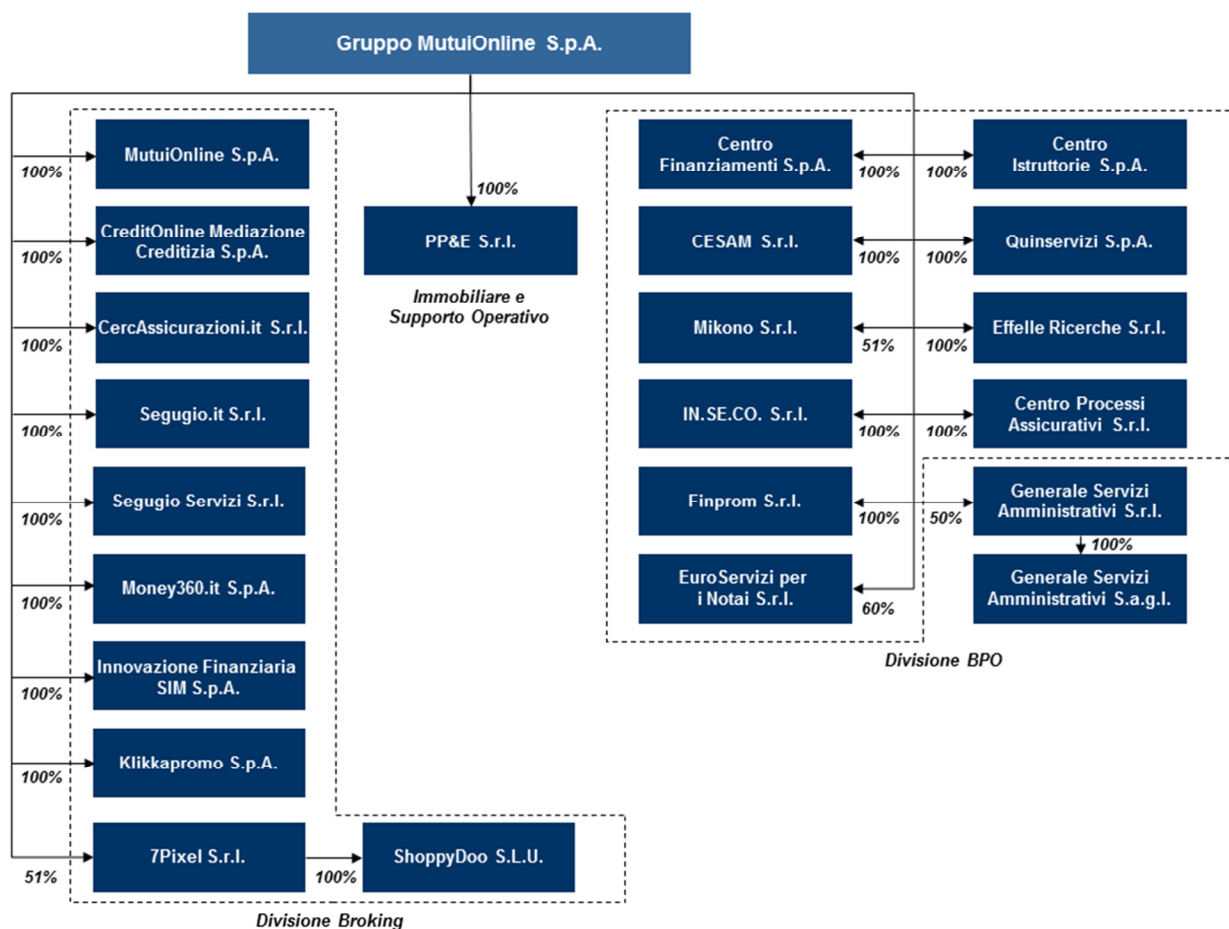 Gruppo MutuiOnline S.p.A.
MutuiOnline S.p.A.
100%
CreditOnline Mediazione
Creditizia S.p.A.
100%
CercAssicurazioni.it S.r.l.
100%
Segugio.it S.r.l.
100%
Segugio Servizi S.r.l.
100%
Money360.it S.p.A.
100%
Innovazione Finanziaria
SIM S.p.A.
100%
Klikkapromo S.p.A.
100%
7Pixel S.r.l.
51%
100%
ShoppyDoo S.L.U.
Divisione Broking
100%
PP&E S.r.l.
Immobiliare e
Supporto Operativo
Centro
Finanziamenti S.p.A.
100%
100%
Centro
Istruttorie S.p.A.
CESAM S.r.l.
100%
100%
Quinservizi S.p.A.
Mikono S.r.l.
51%
100%
Effelle Ricerche S.r.l.
IN.SE.CO. S.r.l.
100%
100%
Centro Processi
Assicurativi S.r.l.
Finprom S.r.l.
100%
50%
Generale Servizi
Amministrativi S.r.l.
100%
EuroServizi per
i Notai S.r.l.
60%
Generale Servizi
Amministrativi S.a.g.l.
Divisione BPO